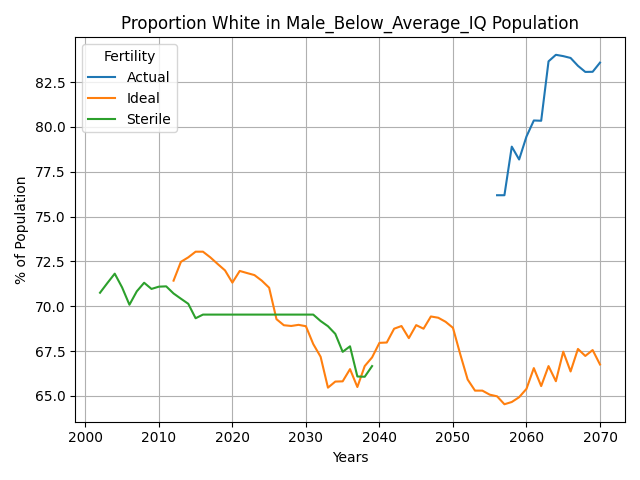 Proportion White in Male_Below_Average_IQ Population
Fertility
Actual
Ideal
Sterile
% of Population
82.5
80.0
77.5
75.0
72.5
70.0
67.5
65.0
2000
2010
2020
2030
2040
2050
2060
2070
Years